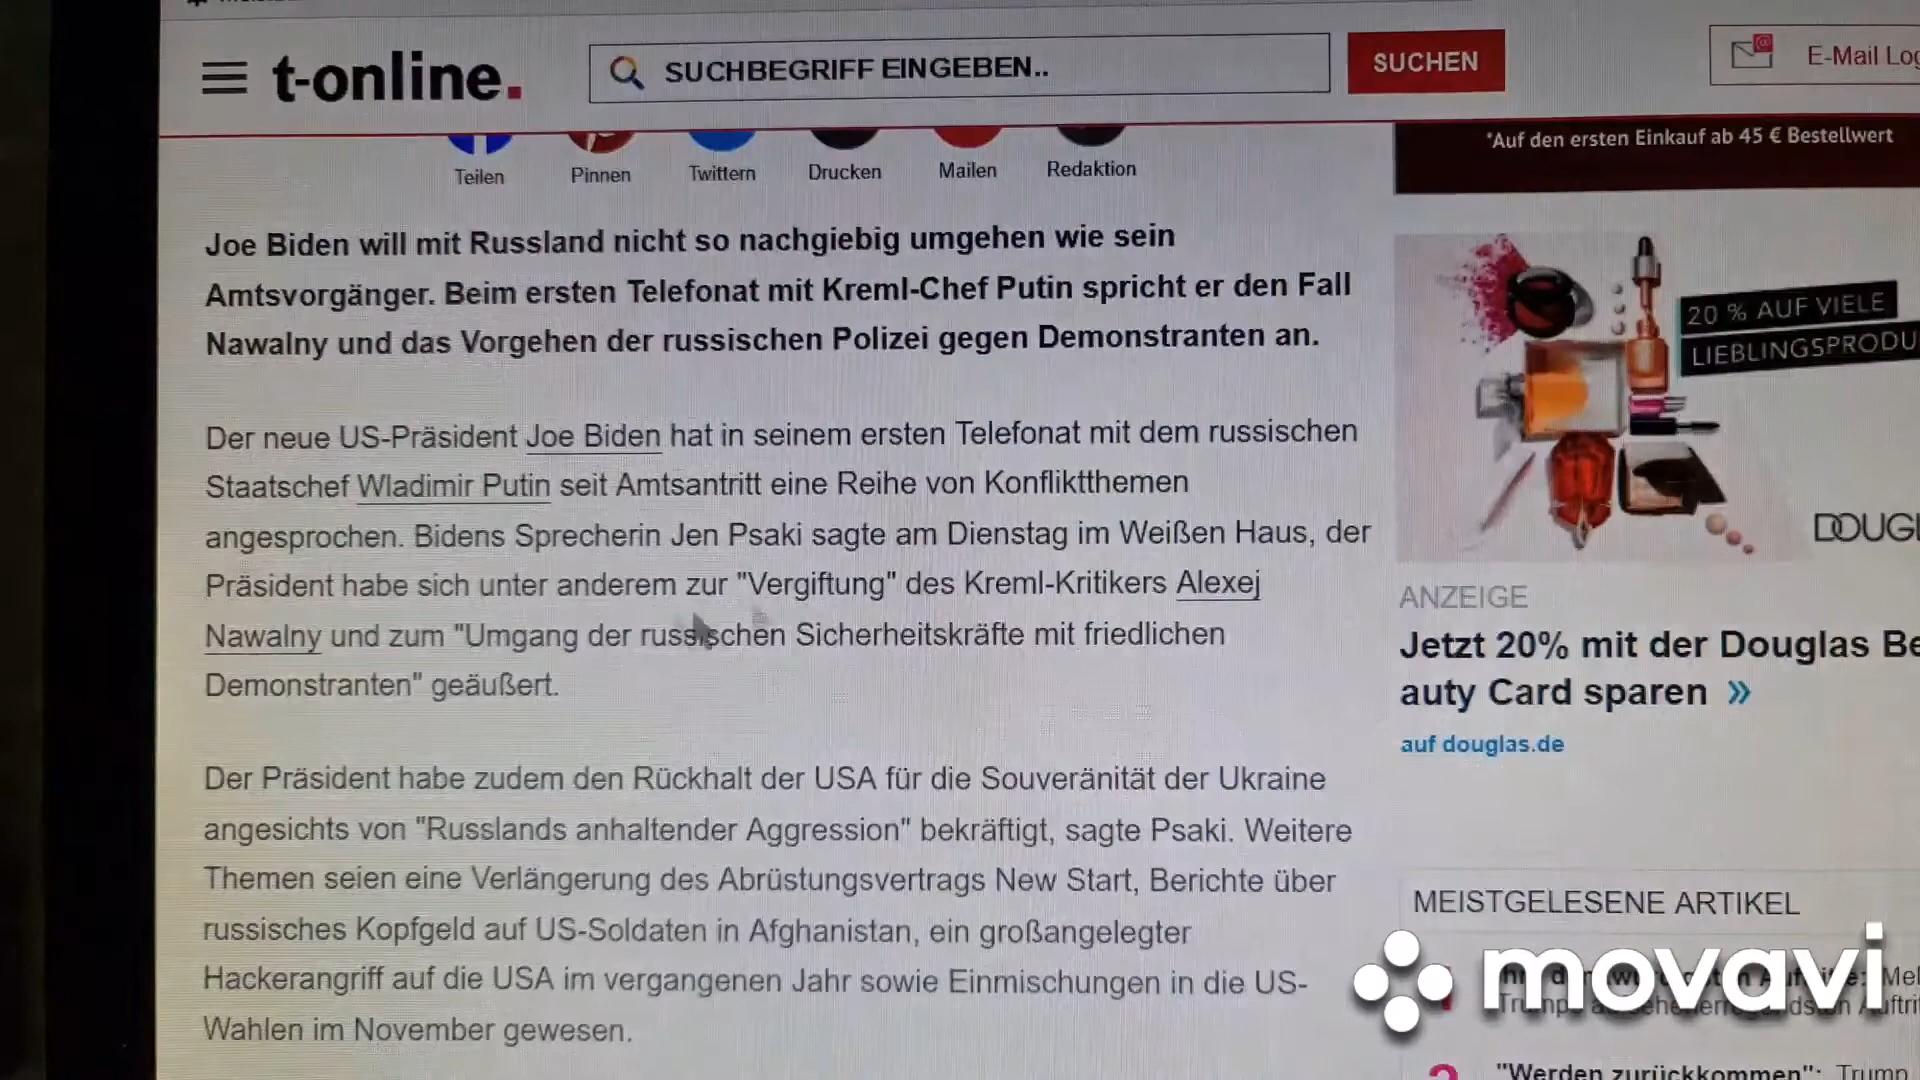 t-online.
SUCHBEGRIFF EINGEBEN..
SUCHEN
E-Mail Log
Teilen
Pinnen
Twittern
Drucken
Mailen
Redaktion
*Auf den ersten Einkauf ab 45 € Bestellwert
Joe Biden will mit Russland nicht so nachgiebig umgehen wie sein
Amtsvorgänger. Beim ersten Telefonat mit Kreml-Chef Putin spricht er den Fall
Nawalny und das Vorgehen der russischen Polizei gegen Demonstranten an.
Der neue US-Präsident Joe Biden hat in seinem ersten Telefonat mit dem russischen
Staatschef Wladimir Putin seit Amtsantritt eine Reihe von Konfliktthemen
angesprochen. Bidens Sprecherin Jen Psaki sagte am Dienstag im Weißen Haus, der
Präsident habe sich unter anderem zur "Vergiftung" des Kreml-Kritikers Alexej
Nawalny und zum "Umgang der russischen Sicherheitskräfte mit friedlichen
Demonstranten" geäußert.
Der Präsident habe zudem den Rückhalt der USA für die Souveränität der Ukraine
angesichts von "Russlands anhaltender Aggression" bekräftigt, sagte Psaki. Weitere
Themen seien eine Verlängerung des Abrüstungsvertrags New Start, Berichte über
russisches Kopfgeld auf US-Soldaten in Afghanistan, ein großangelegter
Hackerangriff auf die USA im vergangenen Jahr sowie Einmischungen in die US-
Wahlen im November gewesen.
20 % AUF VIELE
LIEBLINGSPRODU
DOUGL
ANZEIGE
Jetzt 20% mit der Douglas Be
auty Card sparen »
auf douglas.de
MEISTGELESENE ARTIKEL
movavi
"Werden zurückkommen": Trump